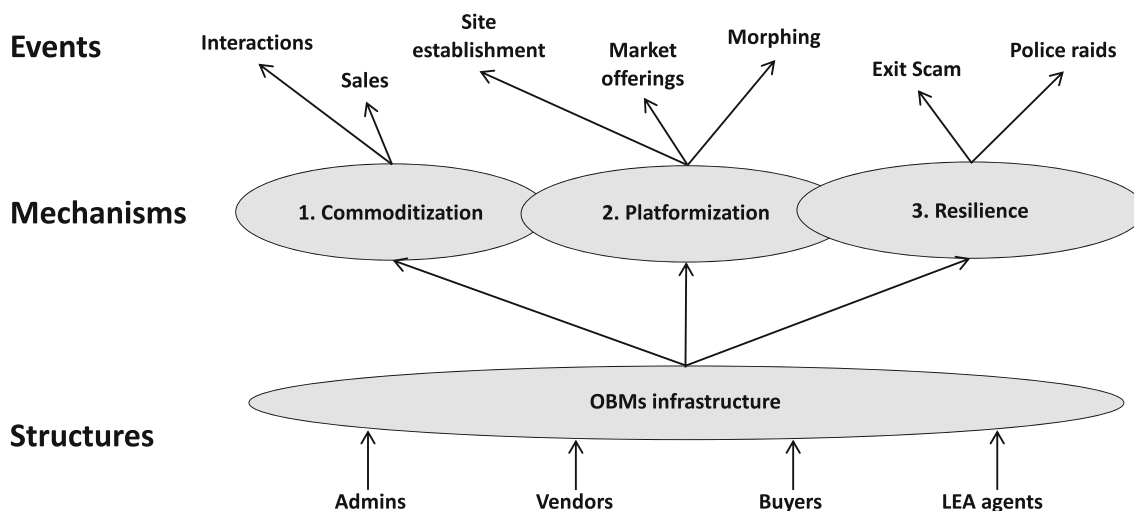 Events
Interactions
Sales
Site
establishment
Market
offerings
Morphing
Exit Scam
Police raids
Mechanisms
1. Commoditization
2. Platformization
3. Resilience
OBMs infrastructure
Structures
Admins
Vendors
Buyers
LEA agents